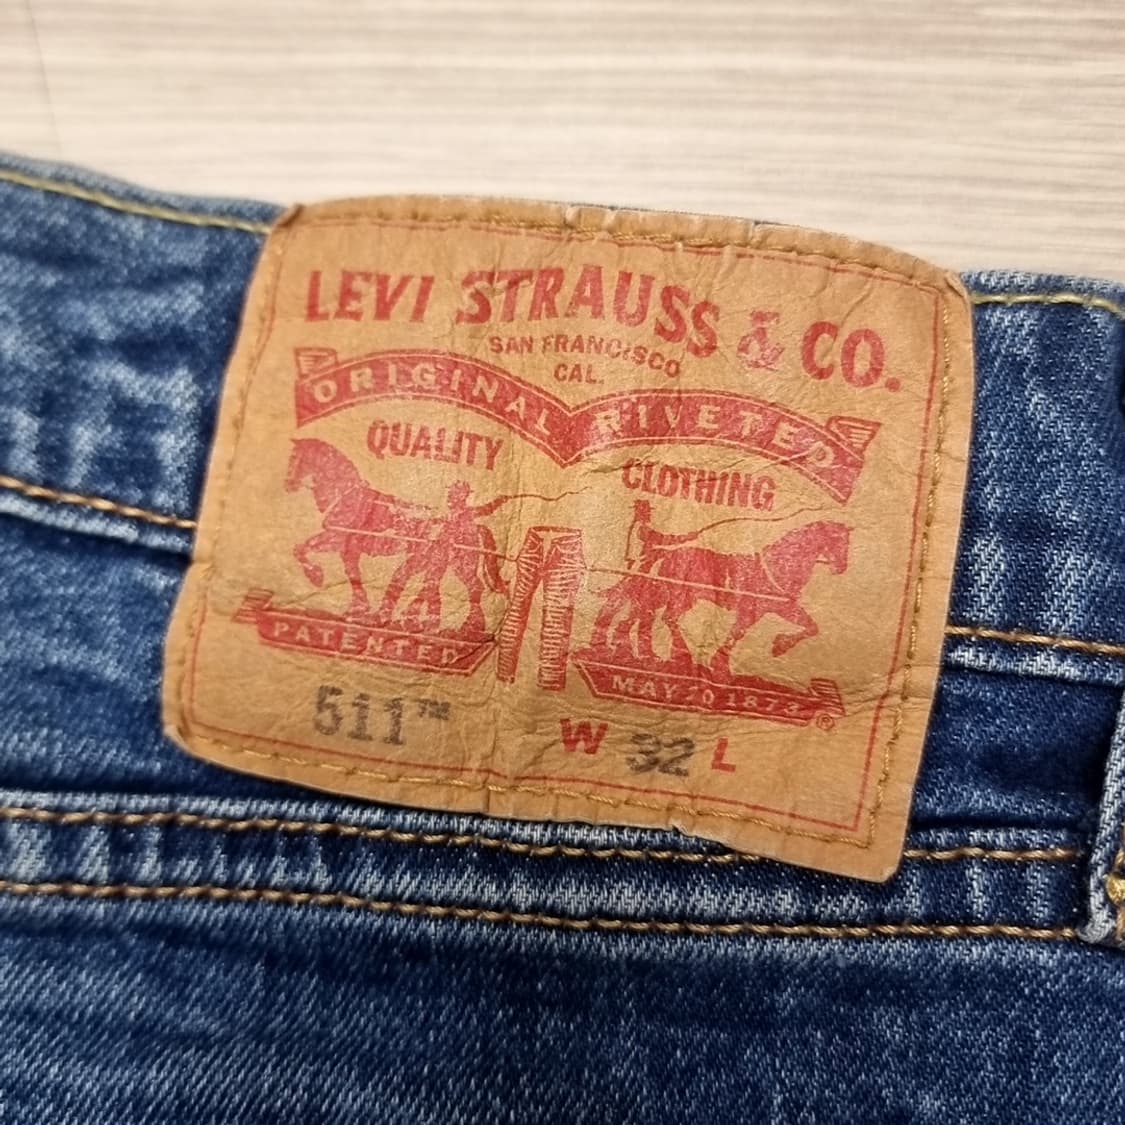 LEVI STRAUSS & CO.
SAN FRANCISCO
CAL.
ORIGINAL RIVETED
QUALITY CLOTHING
PATENTED MAY 20 1873 ®
511™ W 32 L